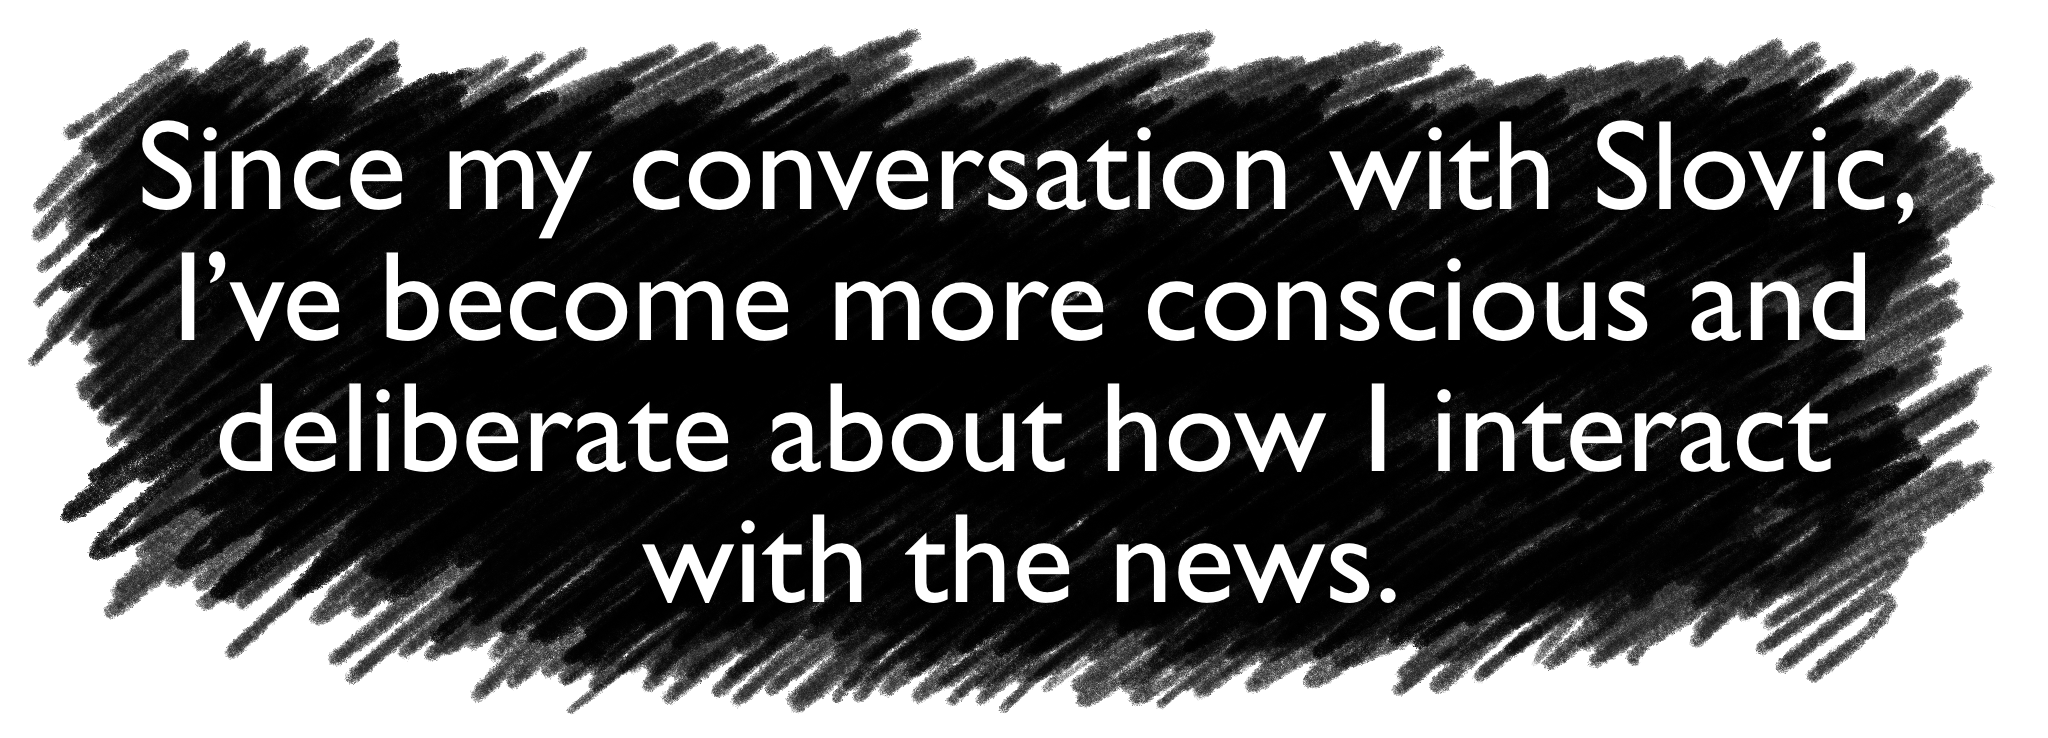 Since my conversation with Slovic,
I’ve become more conscious and
deliberate about how I interact
with the news.